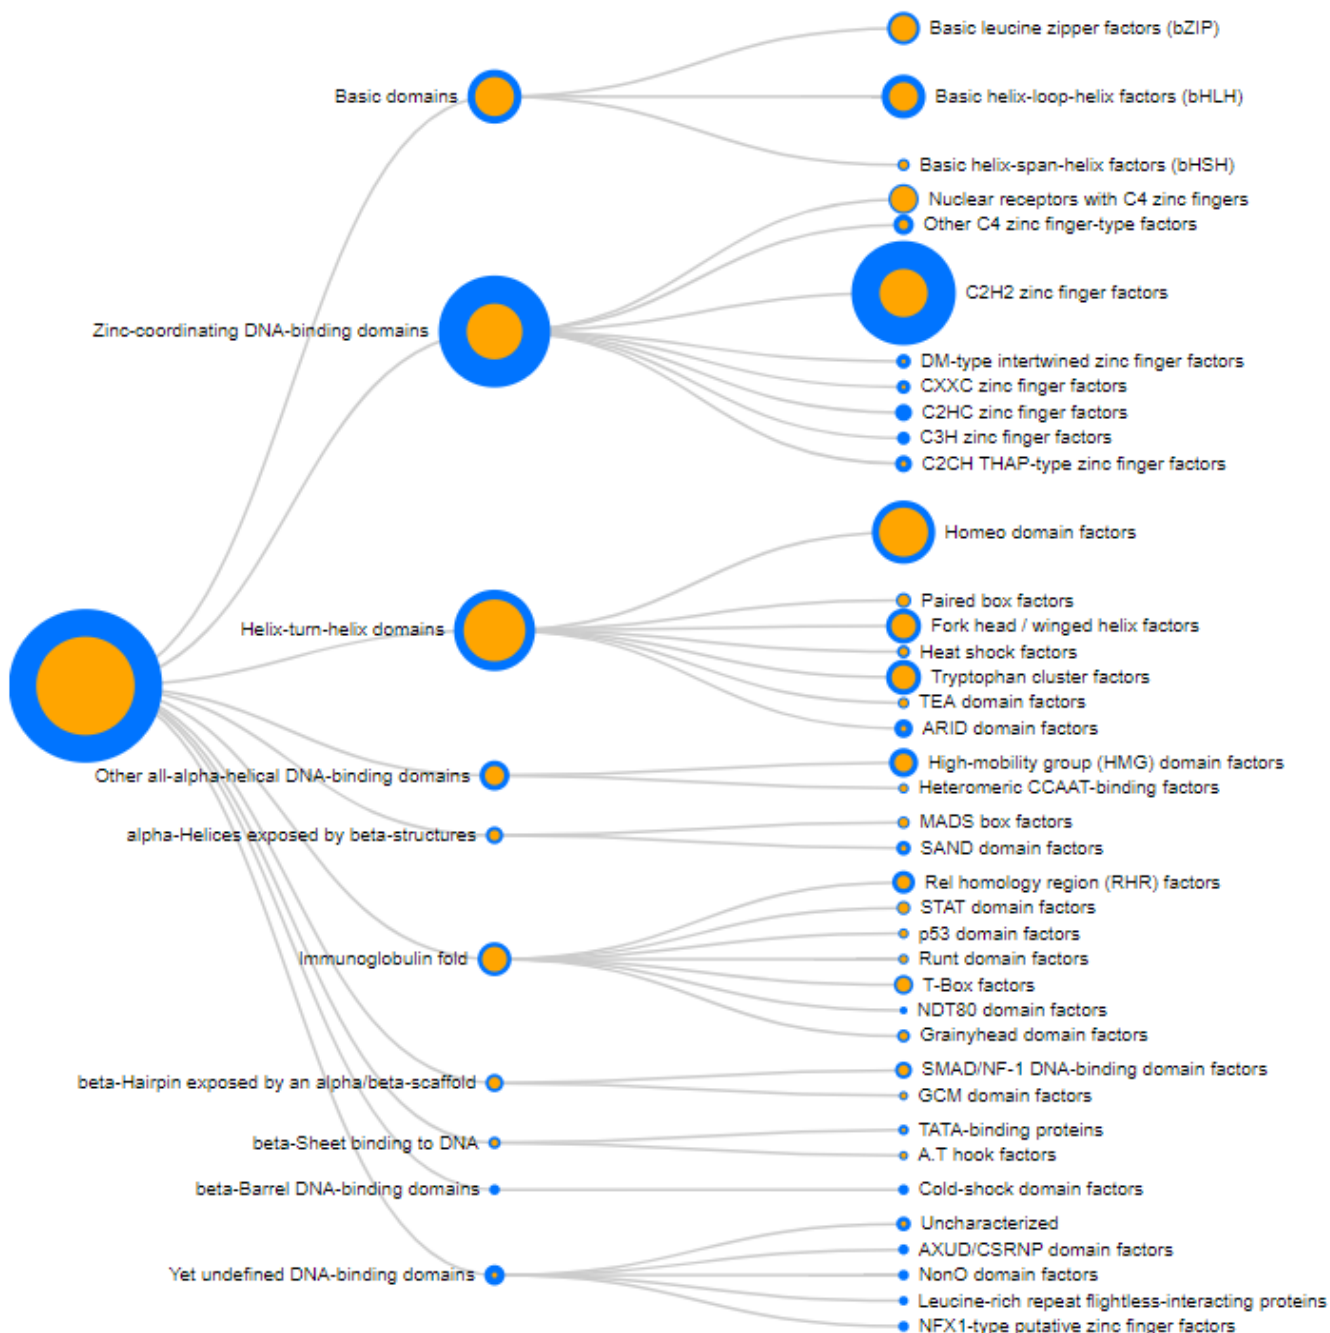 Basic leucine zipper factors (bZIP)
Basic domains
Basic helix-loop-helix factors (bHLH)
Basic helix-span-helix factors (bHSH)
Nuclear receptors with C4 zinc fingers
Other C4 zinc finger-type factors
C2H2 zinc finger factors
Zinc-coordinating DNA-binding domains
DM-type intertwined zinc finger factors
CXXC zinc finger factors
C2HC zinc finger factors
C3H zinc finger factors
C2CH THAP-type zinc finger factors
Homeo domain factors
Paired box factors
Helix-turn-helix domains
Fork head / winged helix factors
Heat shock factors
Tryptophan cluster factors
TEA domain factors
ARID domain factors
High-mobility group (HMG) domain factors
Other all-alpha-helical DNA-binding domains
Heteromeric CCAAT-binding factors
MADS box factors
alpha-Helices exposed by beta-structures
SAND domain factors
Rel homology region (RHR) factors
STAT domain factors
p53 domain factors
Immunoglobulin fold
Runt domain factors
T-Box factors
NDT80 domain factors
Grainyhead domain factors
SMAD/NF-1 DNA-binding domain factors
beta-Hairpin exposed by an alpha/beta-scaffold
GCM domain factors
TATA-binding proteins
beta-Sheet binding to DNA
A.T hook factors
beta-Barrel DNA-binding domains
Cold-shock domain factors
Uncharacterized
AXUD/CSRNP domain factors
Yet undefined DNA-binding domains
NonO domain factors
Leucine-rich repeat flightless-interacting proteins
NFX1-type putative zinc finger factors